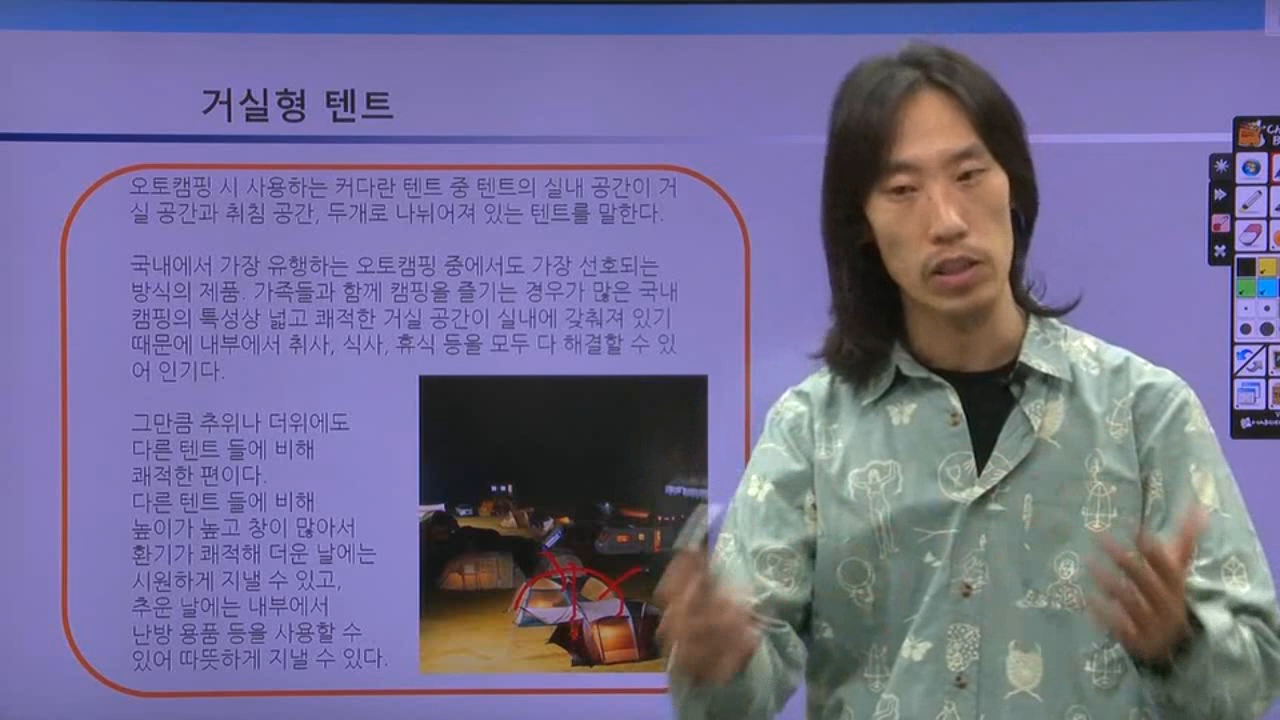 거실형 텐트
오토캠핑 시 사용하는 커다란 텐트 중 텐트의 실내 공간이 거
실 공간과 취침 공간, 두개로 나뉘어져 있는 텐트를 말한다.
국내에서 가장 유행하는 오토캠핑 중에서도 가장 선호되는
방식의 제품. 가족들과 함께 캠핑을 즐기는 경우가 많은 국내
캠핑의 특성상 넓고 쾌적한 거실 공간이 실내에 갖춰져 있기
때문에 내부에서 취사, 식사, 휴식 등을 모두 다 해결할 수 있
어 인기다.
그만큼 추위나 더위에도
다른 텐트 들에 비해
쾌적한 편이다.
다른 텐트 들에 비해
높이가 높고 창이 많아서
환기가 쾌적해 더운 날에는
시원하게 지낼 수 있고,
추운 날에는 내부에서
난방 용품 등을 사용할 수
있어 따뜻하게 지낼 수 있다.